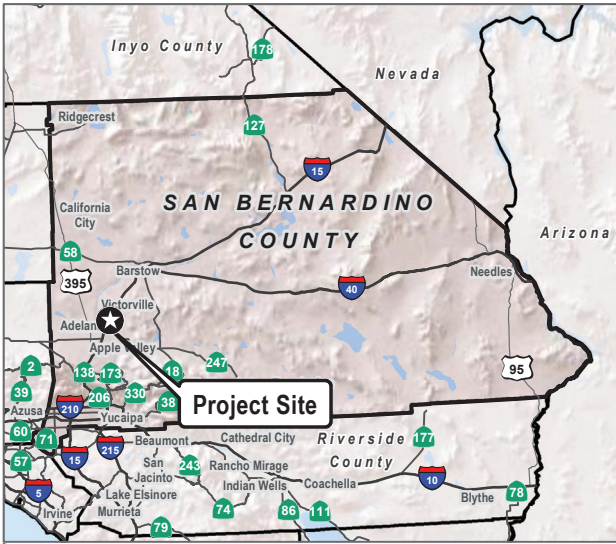 Inyo County
178
Nevada
Ridgecrest
127
15
SAN BERNARDINO
COUNTY
California
City
Arizona
58
Barstow
Needles
395
40
Victorville
Adelan
Apple Valley
247
95
2
138
173
18
39
206
330
38
210
Project Site
Azusa
Yucaipa
60
71
215
Beaumont
Cathedral City
Riverside
County
177
57
15
San
Jacinto
243
Rancho Mirage
Indian Wells
Coachella
10
5
Lake Elsinore
Blythe
78
Irvine
Murrieta
79
74
86
111